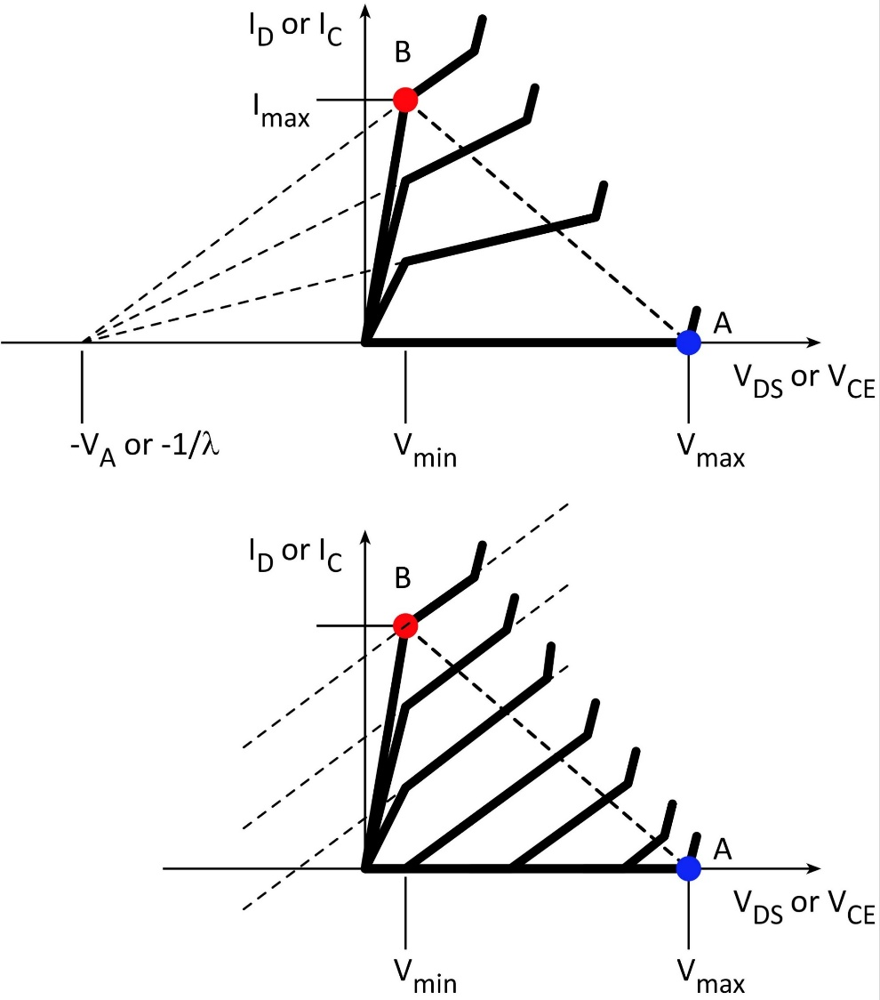 I_D or I_C
B
I_max
A
V_DS or V_CE
-V_A or -1/λ
V_min
V_max
I_D or I_C
B
A
V_DS or V_CE
V_min
V_max